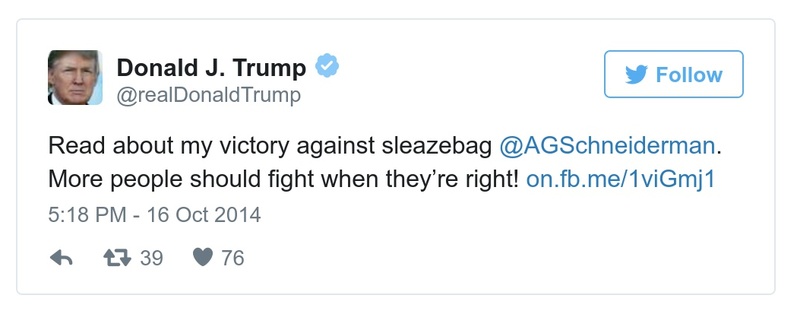 Donald J. Trump
@realDonaldTrump
Follow
Read about my victory against sleazebag @AGSchneiderman.
More people should fight when they’re right! on.fb.me/1viGmj1
5:18 PM - 16 Oct 2014
39 76